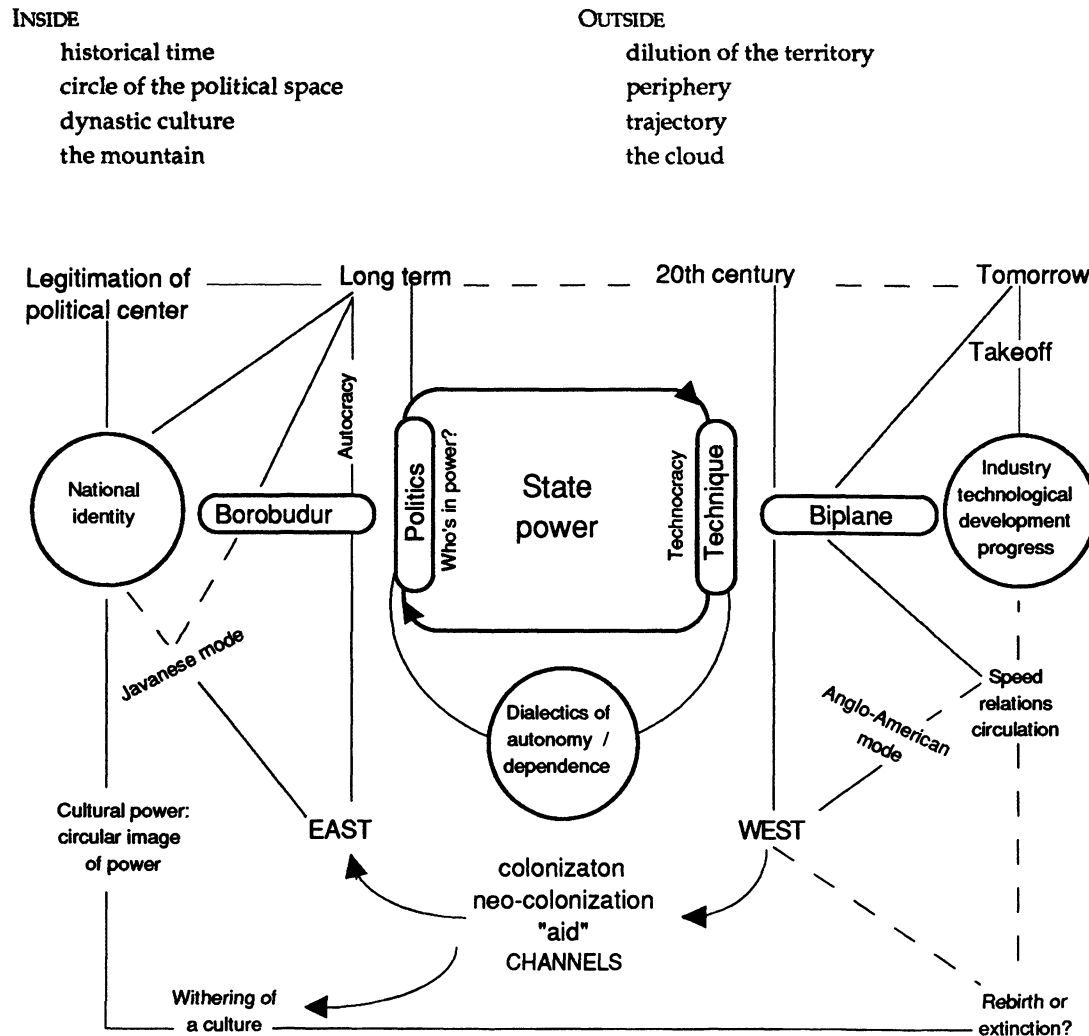 INSIDE
historical time
circle of the political space
dynastic culture
the mountain
OUTSIDE
dilution of the territory
periphery
trajectory
the cloud
Legitimation of
political center
Long term
20th century
Tomorrow
Takeoff
Autocracy
National
identity
Borobudur
Politics
Who's in power?
State
power
Technocracy
Technique
Biplane
Industry
technological
development
progress
Javanese mode
Dialectics of
autonomy /
dependence
Anglo-American
mode
Speed
relations
circulation
Cultural power:
circular image
of power
EAST
WEST
colonizaton
neo-colonization
"aid"
CHANNELS
Withering of
a culture
Rebirth or
extinction?